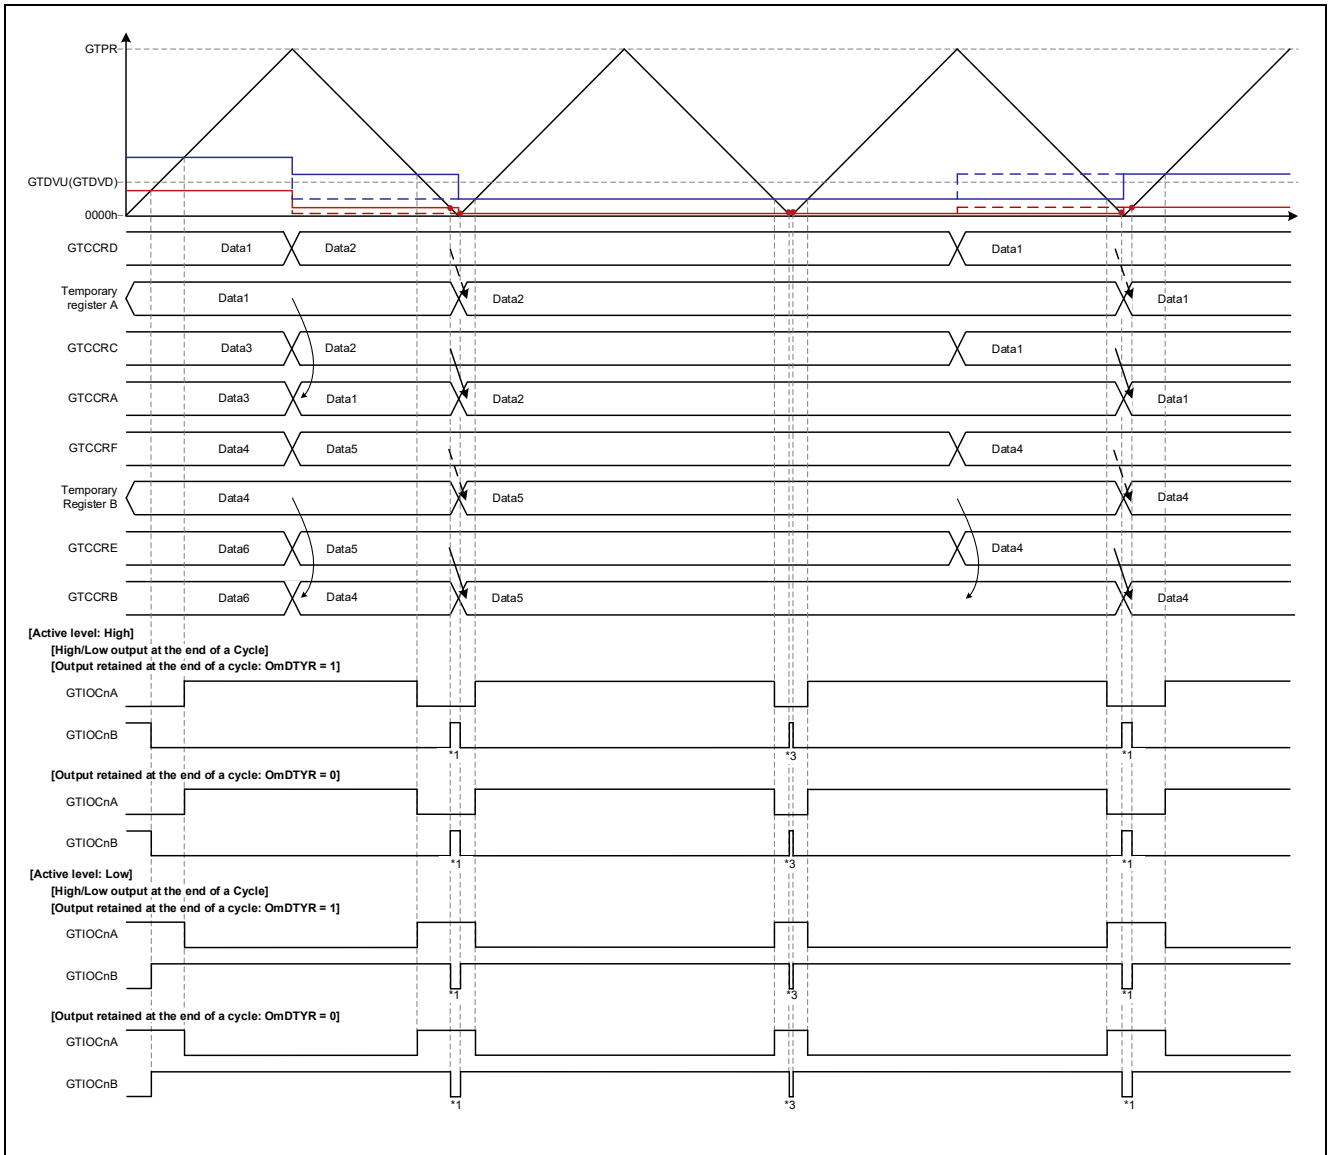 GTPR
GTDVU(GTDVD)
0000h
GTCCRD Data1 Data2 Data1
Temporary
register A
Data1 Data2 Data1
GTCCRC Data3 Data2 Data1
GTCCRA Data3 Data1 Data2 Data1
GTCCRF Data4 Data5 Data4
Temporary
Register B
Data4 Data5 Data4
GTCCRE Data6 Data5 Data4
GTCCRB Data6 Data4 Data5 Data4
[Active level: High]
[High/Low output at the end of a Cycle]
[Output retained at the end of a cycle: OmDTYR = 1]
GTIOCnA
GTIOCnB
*1 *3 *1
[Output retained at the end of a cycle: OmDTYR = 0]
GTIOCnA
GTIOCnB
*1 *3 *1
[Active level: Low]
[High/Low output at the end of a Cycle]
[Output retained at the end of a cycle: OmDTYR = 1]
GTIOCnA
GTIOCnB
*1 *3 *1
[Output retained at the end of a cycle: OmDTYR = 0]
GTIOCnA
GTIOCnB
*1 *3 *1